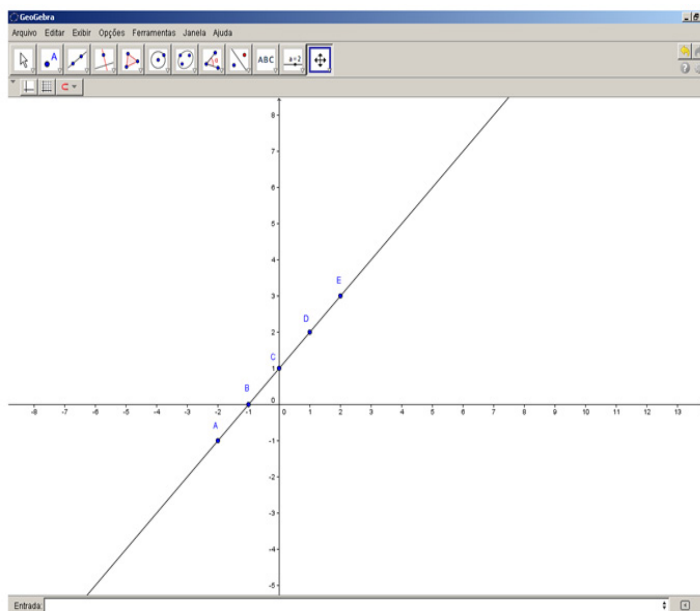 GeoGebra
Arquivo Editar Exibir Opções Ferramentas Janela Ajuda
A ABC a=2
8
7
6
5
4
E
3
D
2
C
1
B
0
-8 -7 -6 -5 -4 -3 -2 -1 0 1 2 3 4 5 6 7 8 9 10 11 12 13
A
-1
-2
-3
-4
-5
Entrada: